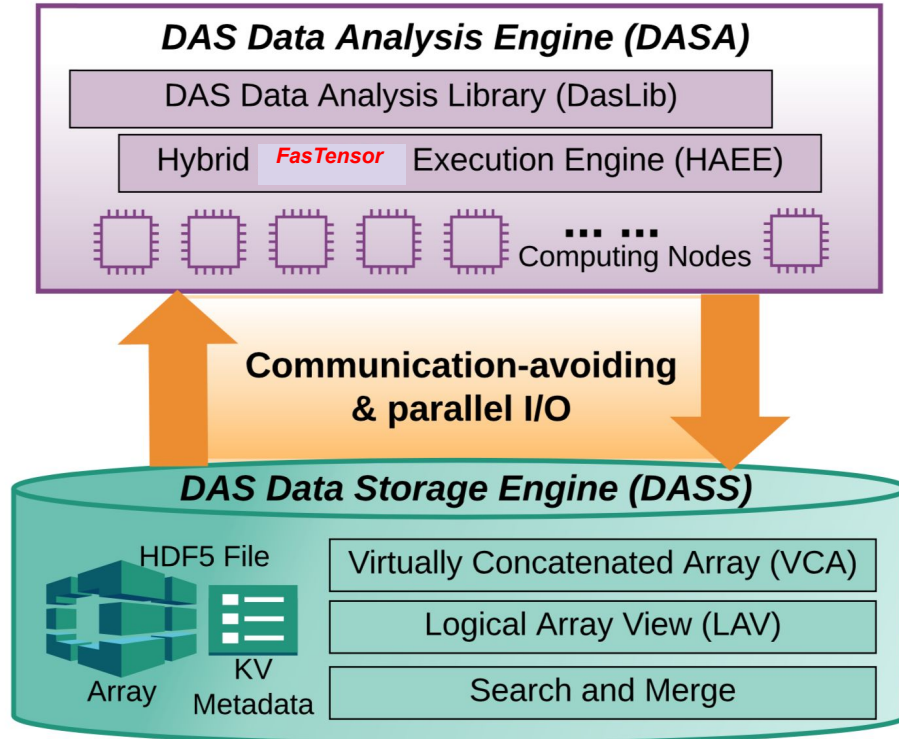 DAS Data Analysis Engine (DASA)
DAS Data Analysis Library (DasLib)
Hybrid FasTensor Execution Engine (HAEE)
... ...
Computing Nodes
Communication-avoiding
& parallel I/O
DAS Data Storage Engine (DASS)
HDF5 File
Array
KV
Metadata
Virtually Concatenated Array (VCA)
Logical Array View (LAV)
Search and Merge